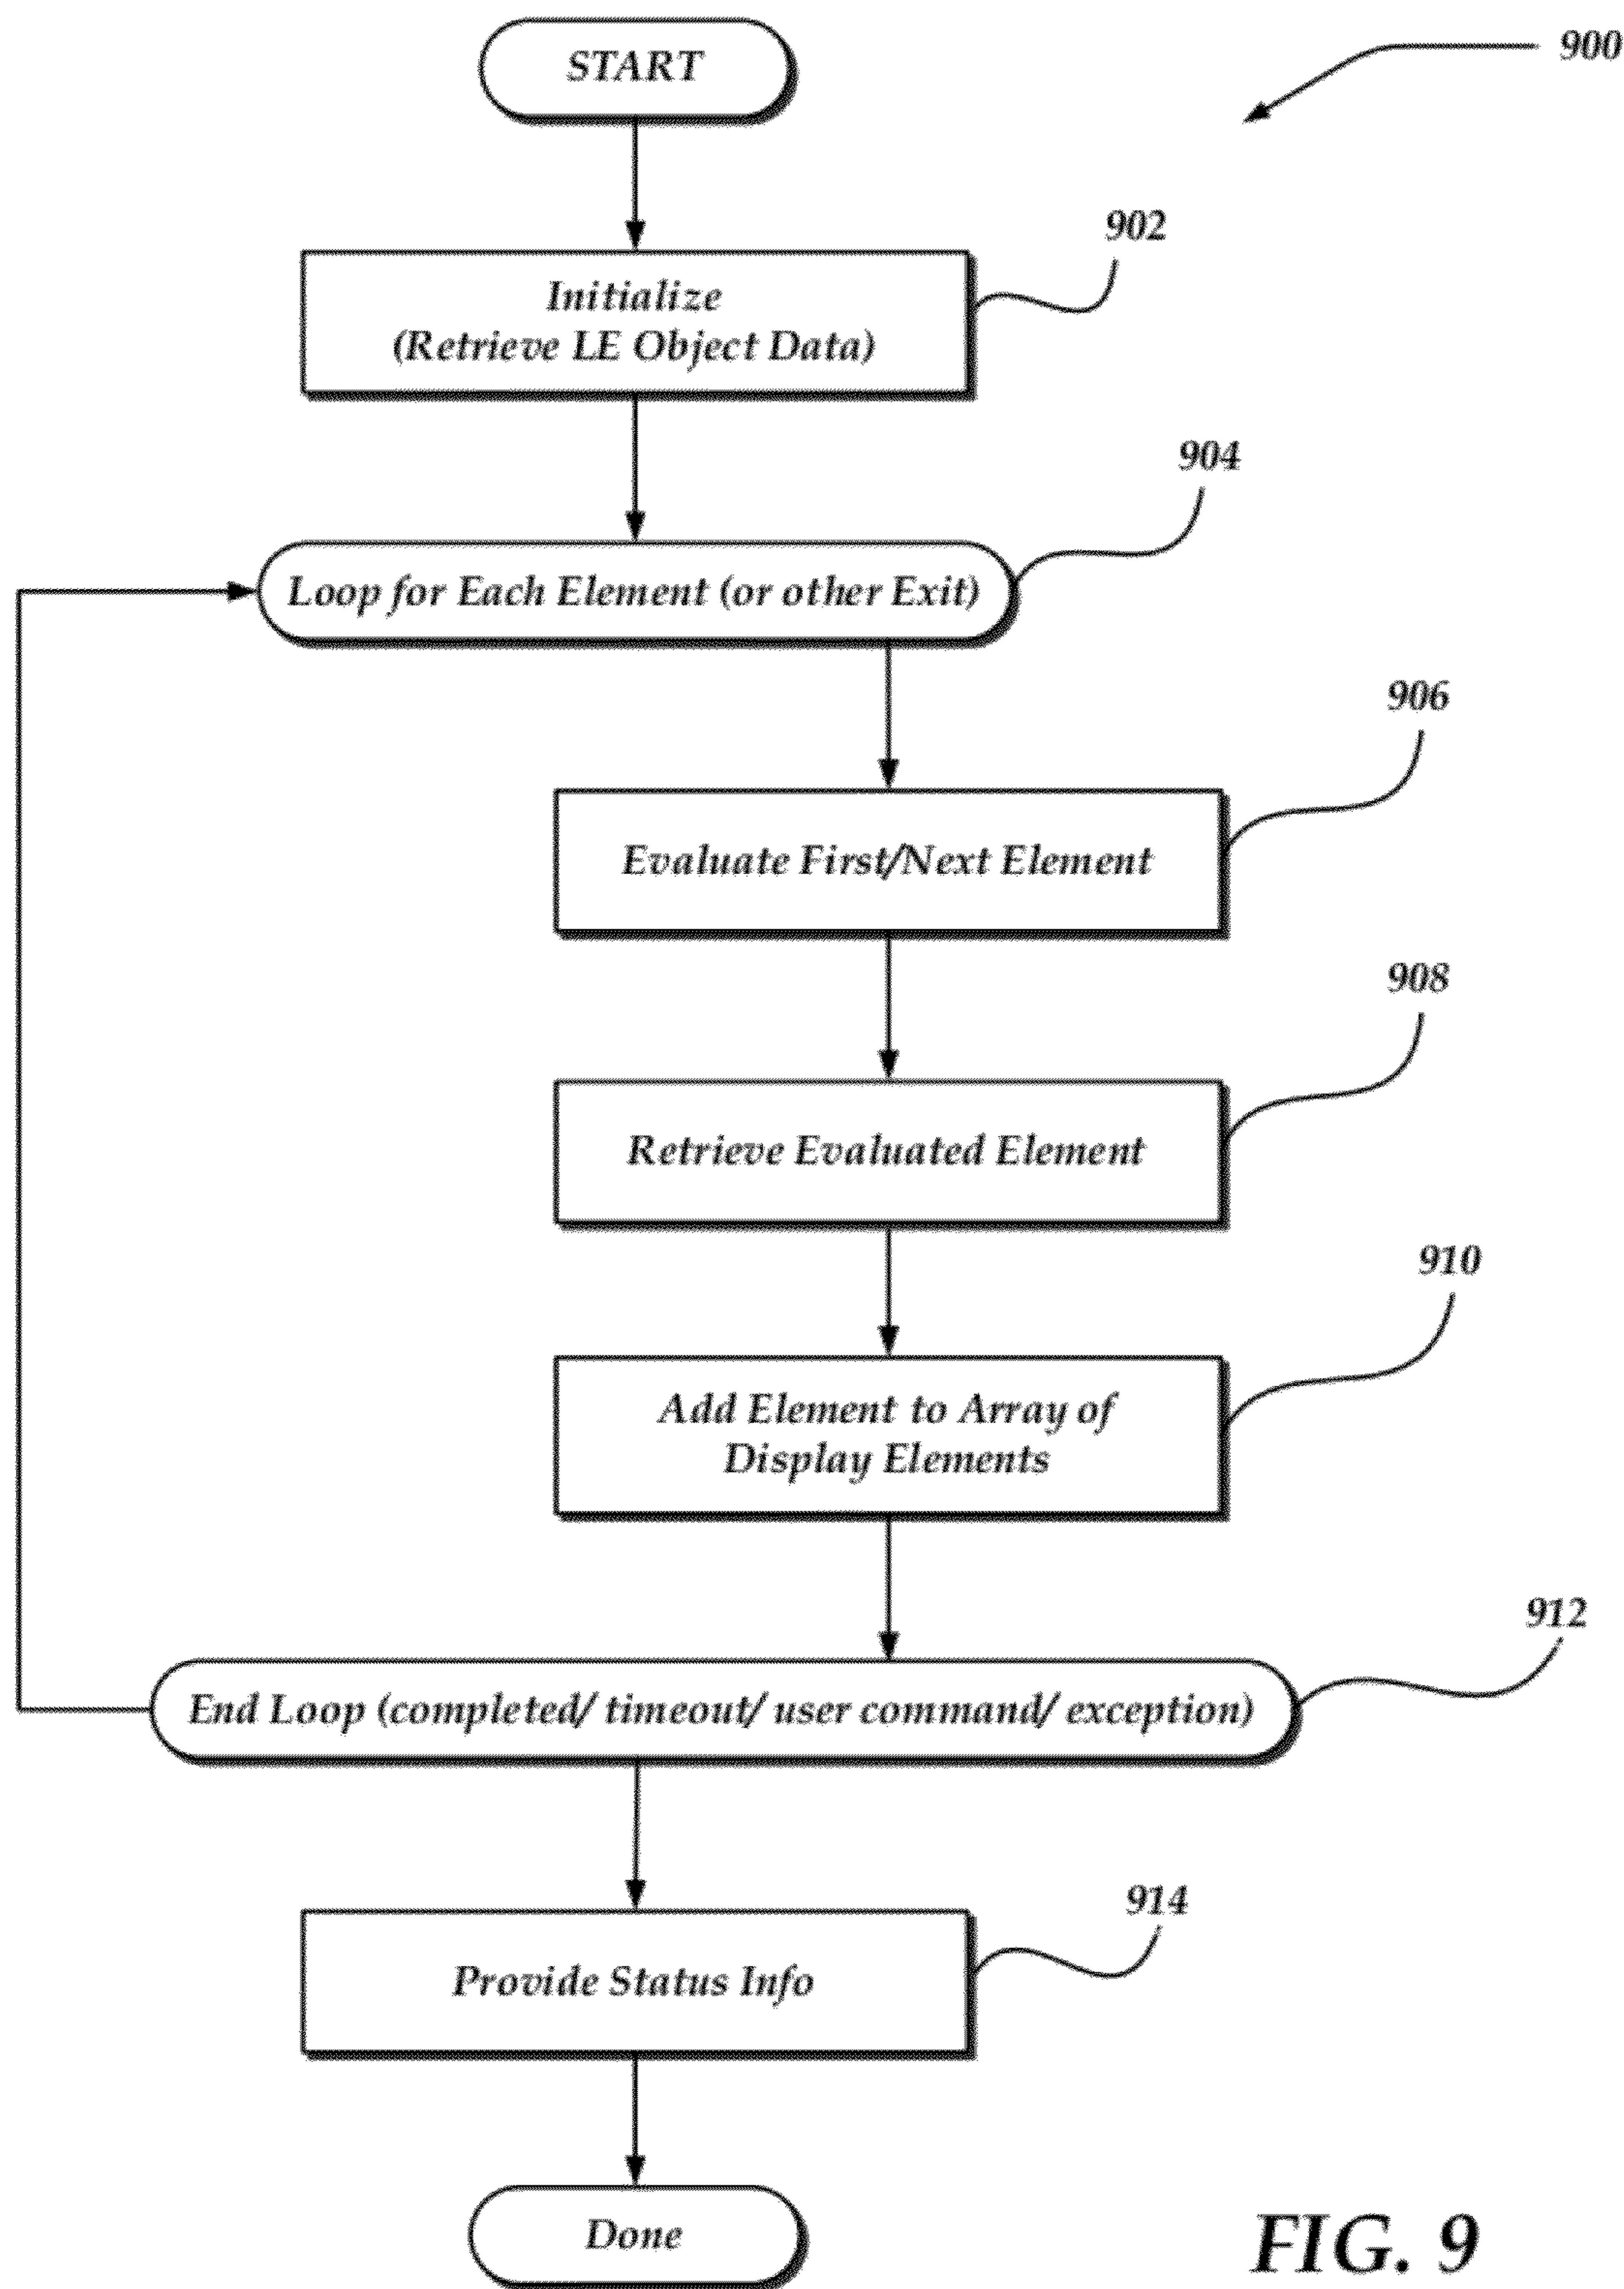 START
900
902
Initialize
(Retrieve LE Object Data)
904
Loop for Each Element (or other Exit)
906
Evaluate First/Next Element
908
Retrieve Evaluated Element
910
Add Element to Array of
Display Elements
912
End Loop (completed/ timeout/ user command/ exception)
914
Provide Status Info
Done
FIG. 9